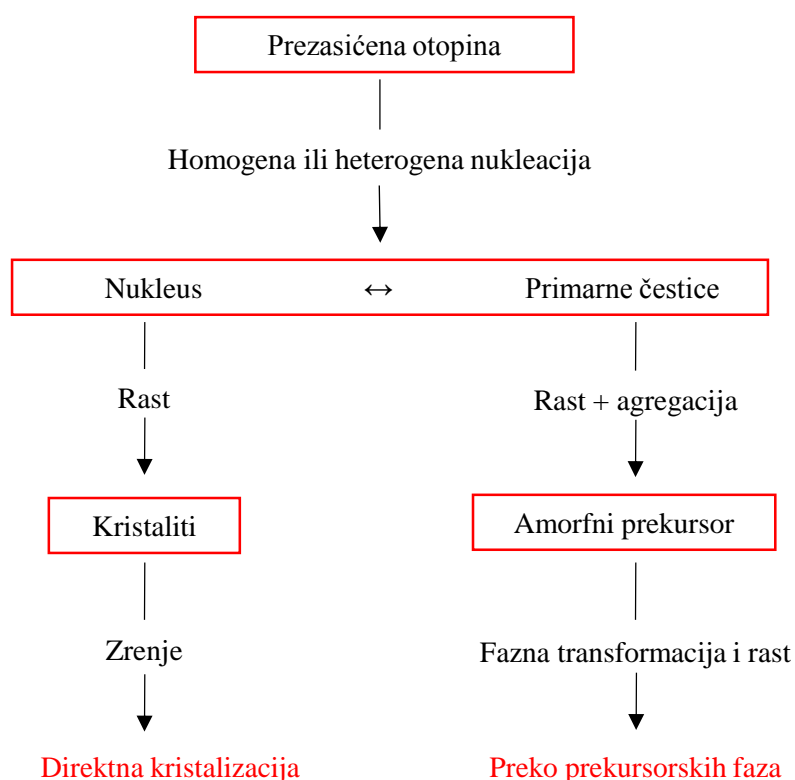 Prezasićena otopina
Homogena ili heterogena nukleacija
Nukleus ↔ Primarne čestice
Rast
Rast + agregacija
Kristaliti
Amorfni prekursor
Zrenje
Fazna transformacija i rast
Direktna kristalizacija
Preko prekursorskih faza